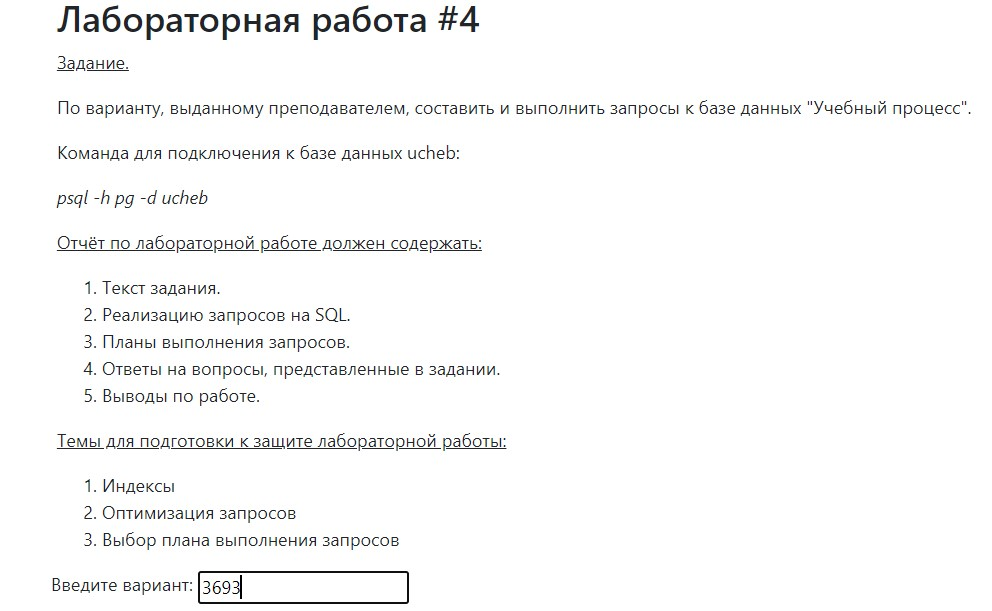 Лабораторная работа #4
Задание.
По варианту, выданному преподавателем, составить и выполнить запросы к базе данных "Учебный процесс".
Команда для подключения к базе данных ucheb:
psql -h pg -d ucheb
Отчёт по лабораторной работе должен содержать:
1. Текст задания.
2. Реализацию запросов на SQL.
3. Планы выполнения запросов.
4. Ответы на вопросы, представленные в задании.
5. Выводы по работе.
Темы для подготовки к защите лабораторной работы:
1. Индексы
2. Оптимизация запросов
3. Выбор плана выполнения запросов
Введите вариант: 3693